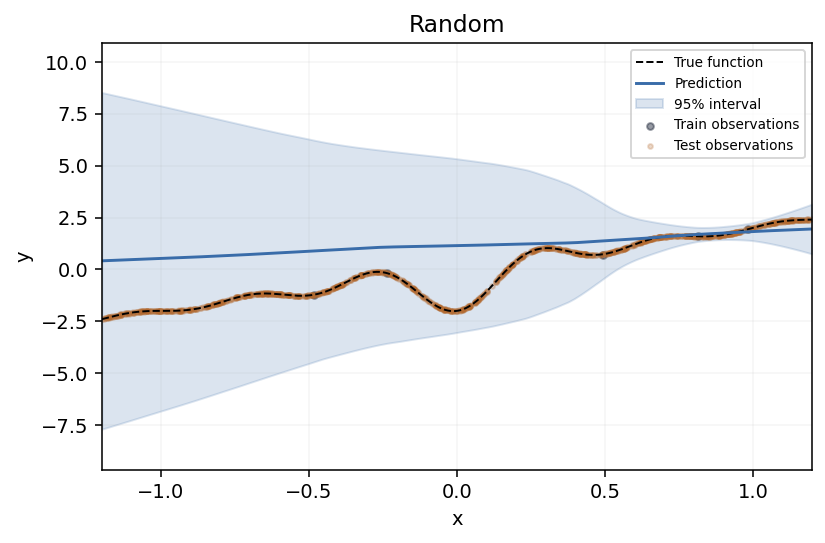 Random
10.0
7.5
5.0
2.5
0.0
−2.5
−5.0
−7.5
y
−1.0
−0.5
0.0
0.5
1.0
x
True function
Prediction
95% interval
Train observations
Test observations